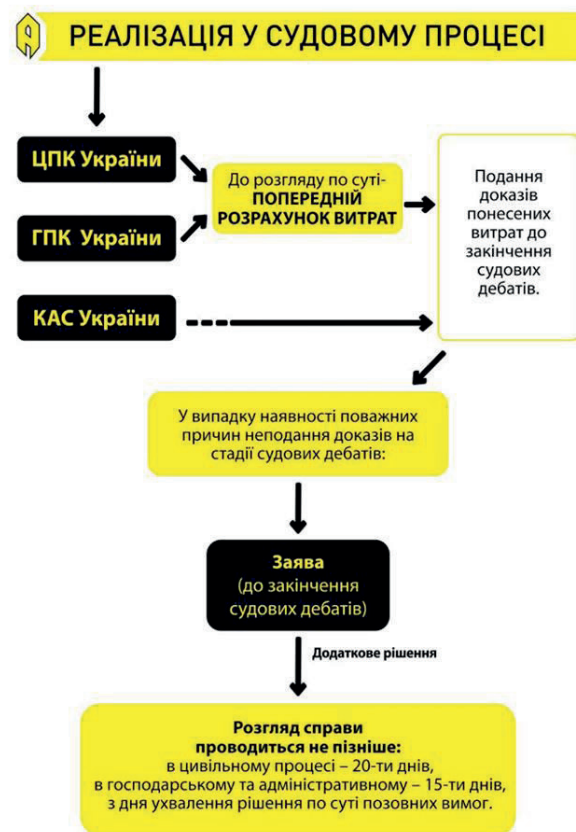 РЕАЛІЗАЦІЯ У СУДОВОМУ ПРОЦЕСІ
ЦПК України
ГПК України
КАС України
До розгляду по суті-
ПОПЕРЕДНІЙ
РОЗРАХУНОК ВИТРАТ
Подання
доказів
понесених
витрат до
закінчення
судових
дебатів.
У випадку наявності поважних
причин неподання доказів на
стадії судових дебатів:
Заява
(до закінчення
судових дебатів)
Додаткове рішення
Розгляд справи
проводиться не пізніше:
в цивільному процесі – 20-ти днів,
в господарському та адміністративному – 15-ти днів,
з дня ухвалення рішення по суті позовних вимог.